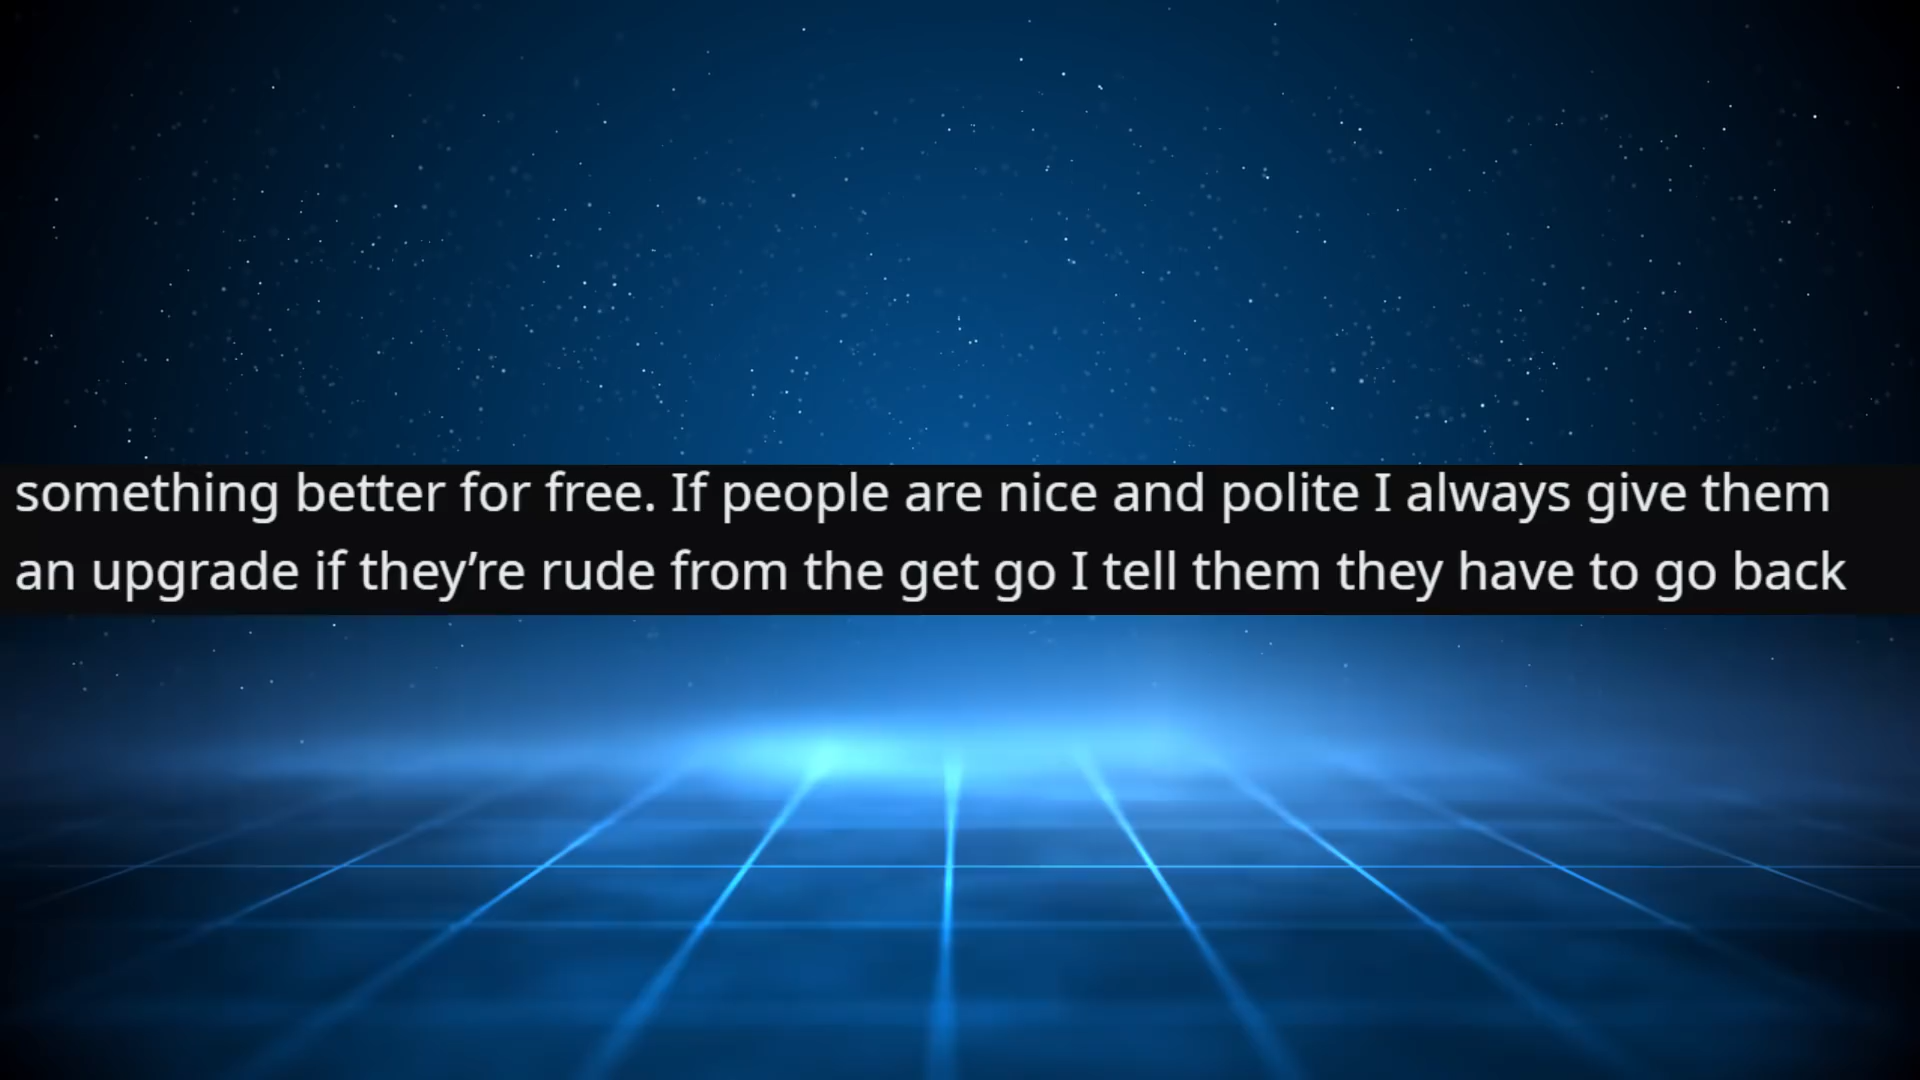 something better for free. If people are nice and polite I always give them
an upgrade if they’re rude from the get go I tell them they have to go back